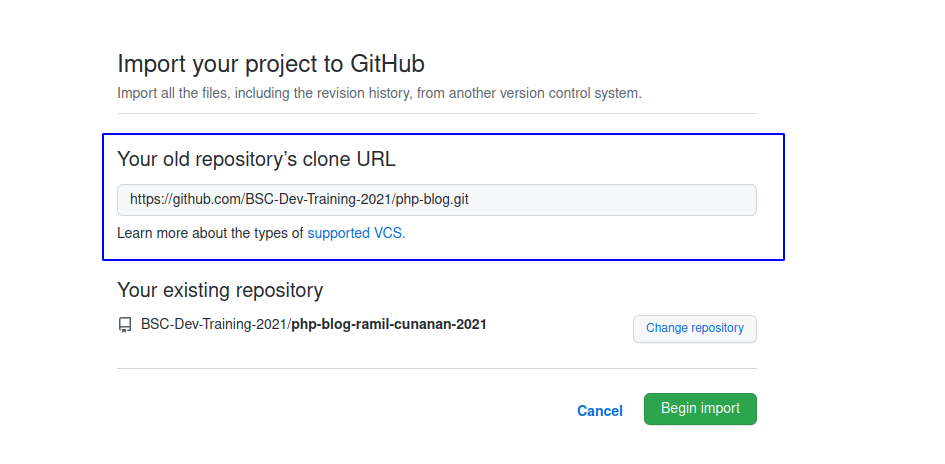 Import your project to GitHub
Import all the files, including the revision history, from another version control system.
Your old repository’s clone URL
https://github.com/BSC-Dev-Training-2021/php-blog.git
Learn more about the types of supported VCS.
Your existing repository
BSC-Dev-Training-2021/php-blog-ramil-cunanan-2021
Change repository
Cancel
Begin import